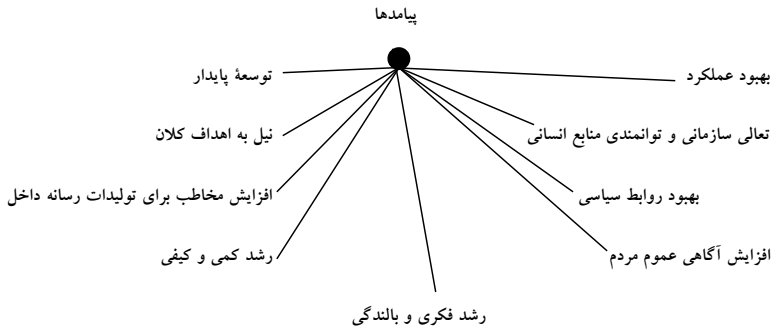 پیامدها
بهبود عملکرد
توسعۀ پایدار
تعالی سازمانی و توانمندی منابع انسانی
نیل به اهداف کلان
بهبود روابط سیاسی
افزایش مخاطب برای تولیدات رسانه داخل
افزایش آگاهی عموم مردم
رشد کمی و کیفی
رشد فکری و بالندگی